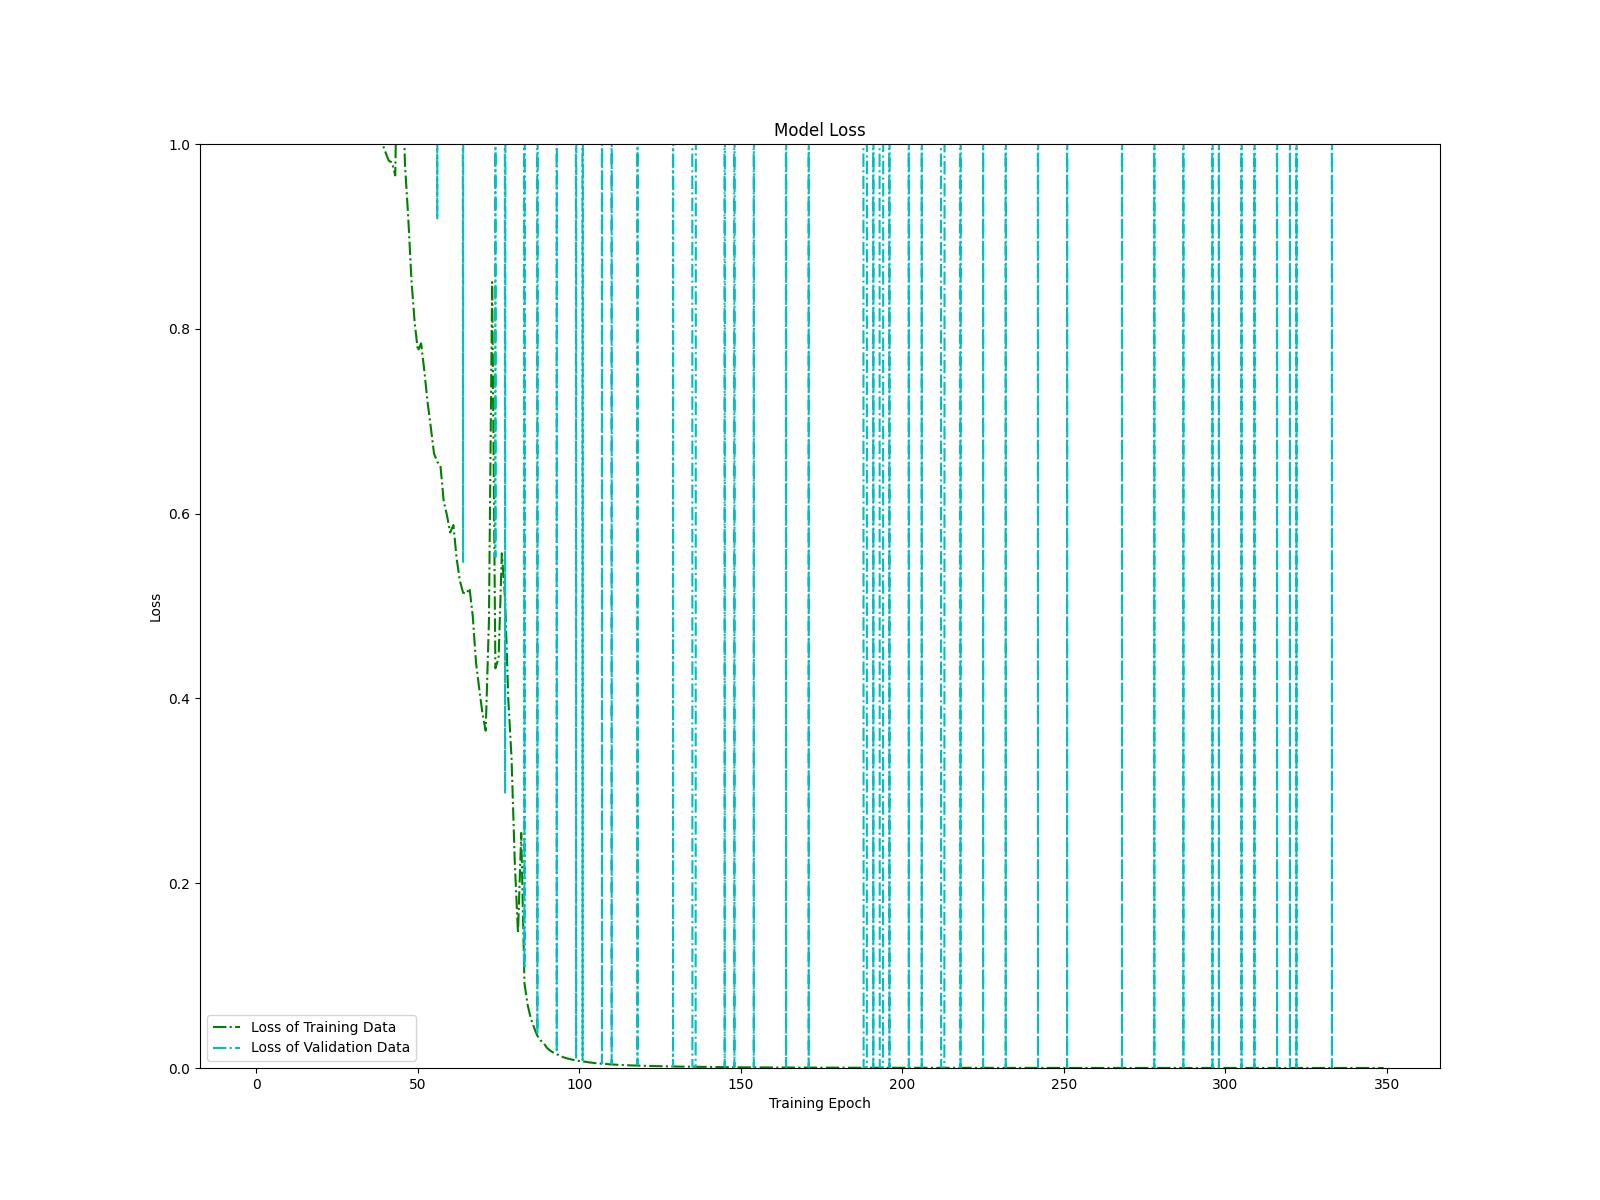 Model Loss
1.0
0.8
0.6
0.4
0.2
0.0
Loss
Loss of Training Data
Loss of Validation Data
0 50 100 150 200 250 300 350
Training Epoch